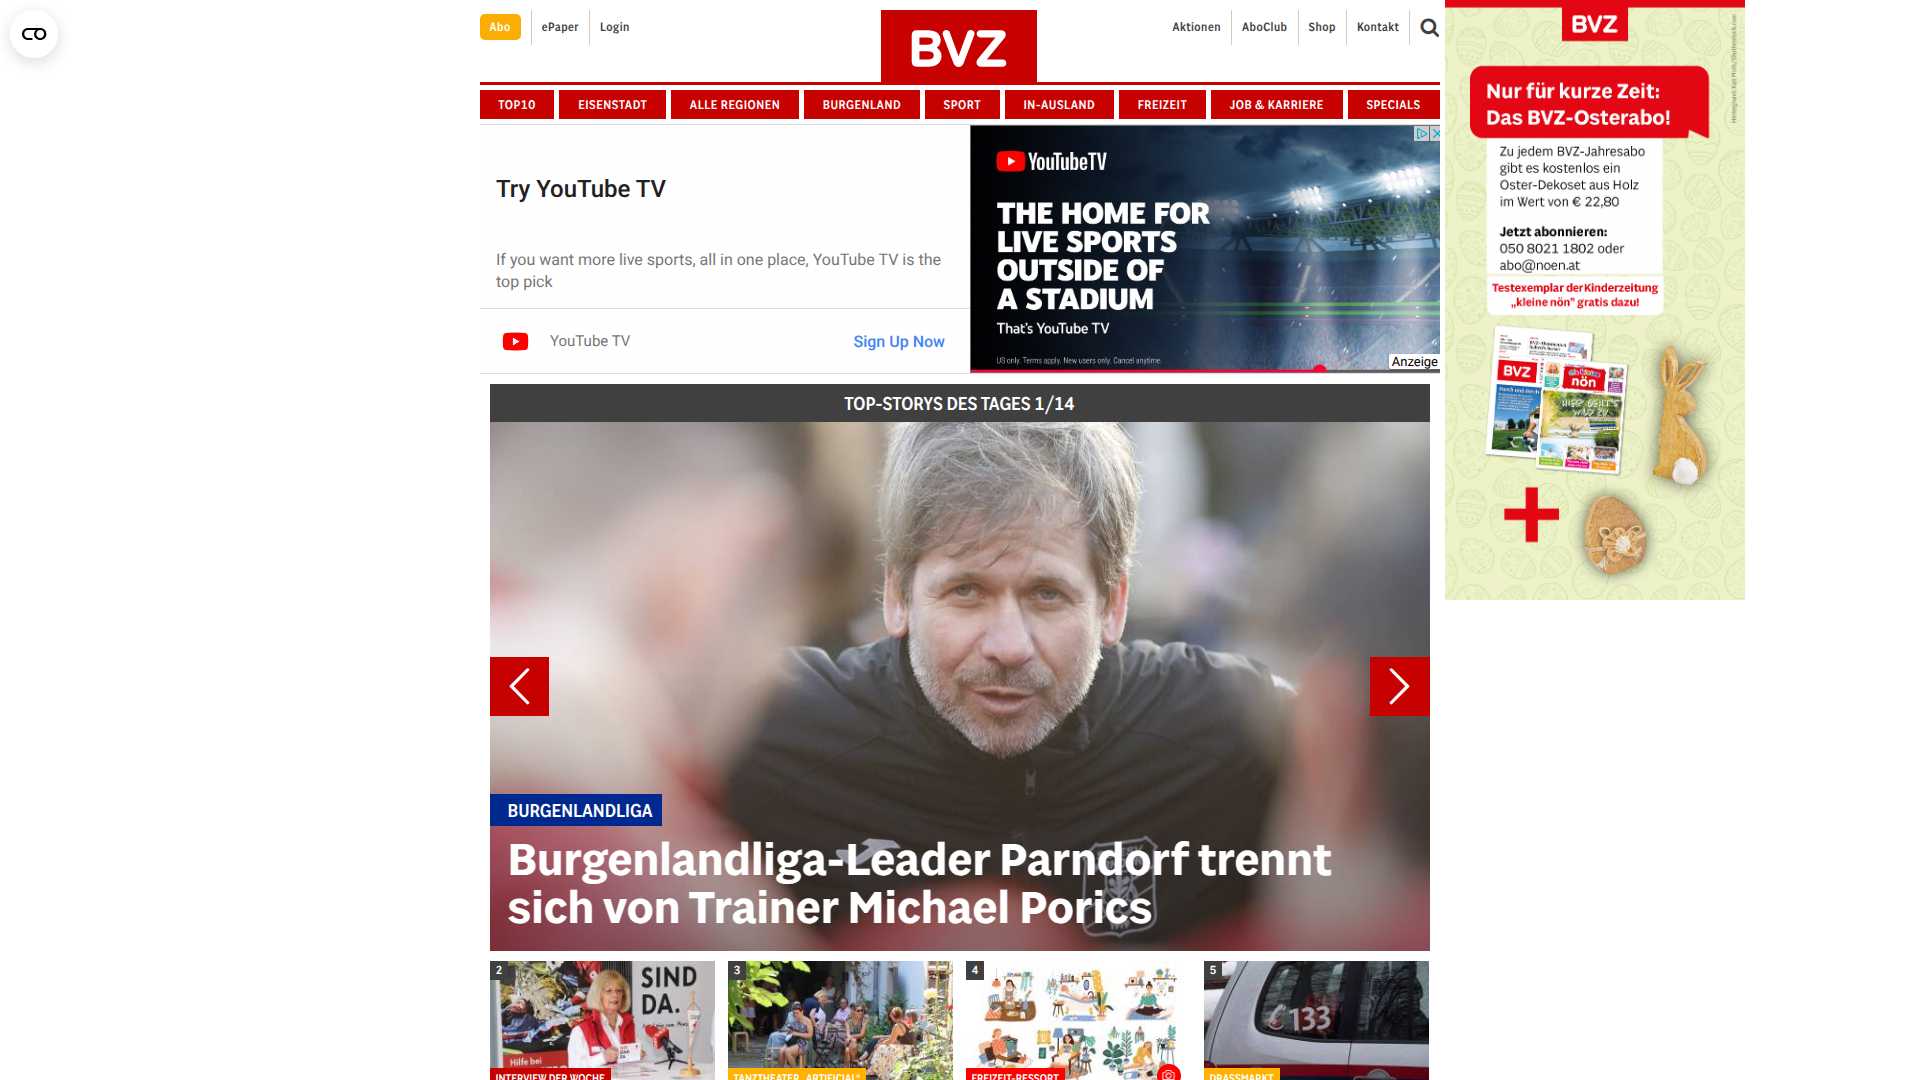 Abo
ePaper
Login
BVZ
Aktionen
AboClub
Shop
Kontakt
TOP10
EISENSTADT
ALLE REGIONEN
BURGENLAND
SPORT
IN-AUSLAND
FREIZEIT
JOB & KARRIERE
SPECIALS
Try YouTube TV
If you want more live sports, all in one place, YouTube TV is the
top pick
YouTube TV
Sign Up Now
YouTubeTV
THE HOME FOR
LIVE SPORTS
OUTSIDE OF
A STADIUM
That's YouTube TV
US only. Terms apply. New users only. Cancel anytime.
Anzeige
BVZ
Nur für kurze Zeit:
Das BVZ-Osterabo!
Zu jedem BVZ-Jahresabo
gibt es kostenlos ein
Oster-Dekoset aus Holz
im Wert von € 22,80
Jetzt abonnieren:
050 8021 1802 oder
abo@noen.at
Testexemplar der Kinderzeitung
„kleine nön" gratis dazu!
BVZ
nön
TOP-STORYS DES TAGES 1/14
BURGENLANDLIGA
Burgenlandliga-Leader Parndorf trennt
sich von Trainer Michael Porics
2
SIND
DA.
Hilfe bei
INTERVIEW DER WOCHE
3
TANZTHEATER „ARTIFICIAL"
4
FREIZEIT-RESSORT
5
133
DRASSMARKT